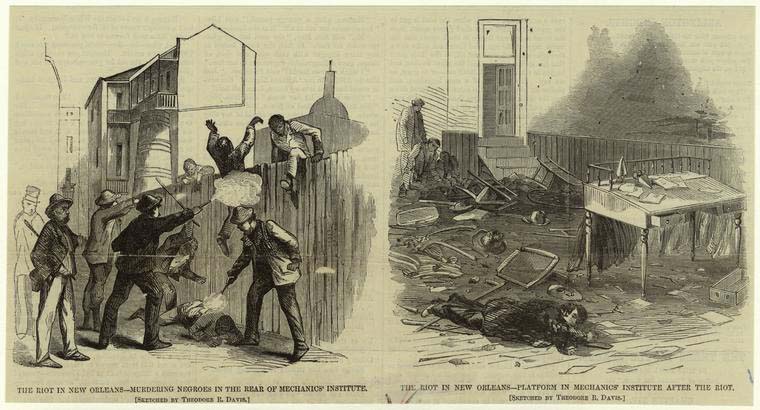 THE RIOT IN NEW ORLEANS—MURDERING NEGROES IN THE REAR OF MECHANICS' INSTITUTE.
[SKETCHED BY THEODORE R. DAVIS.]
THE RIOT IN NEW ORLEANS—PLATFORM IN MECHANICS' INSTITUTE AFTER THE RIOT.
[SKETCHED BY THEODORE R. DAVIS.]